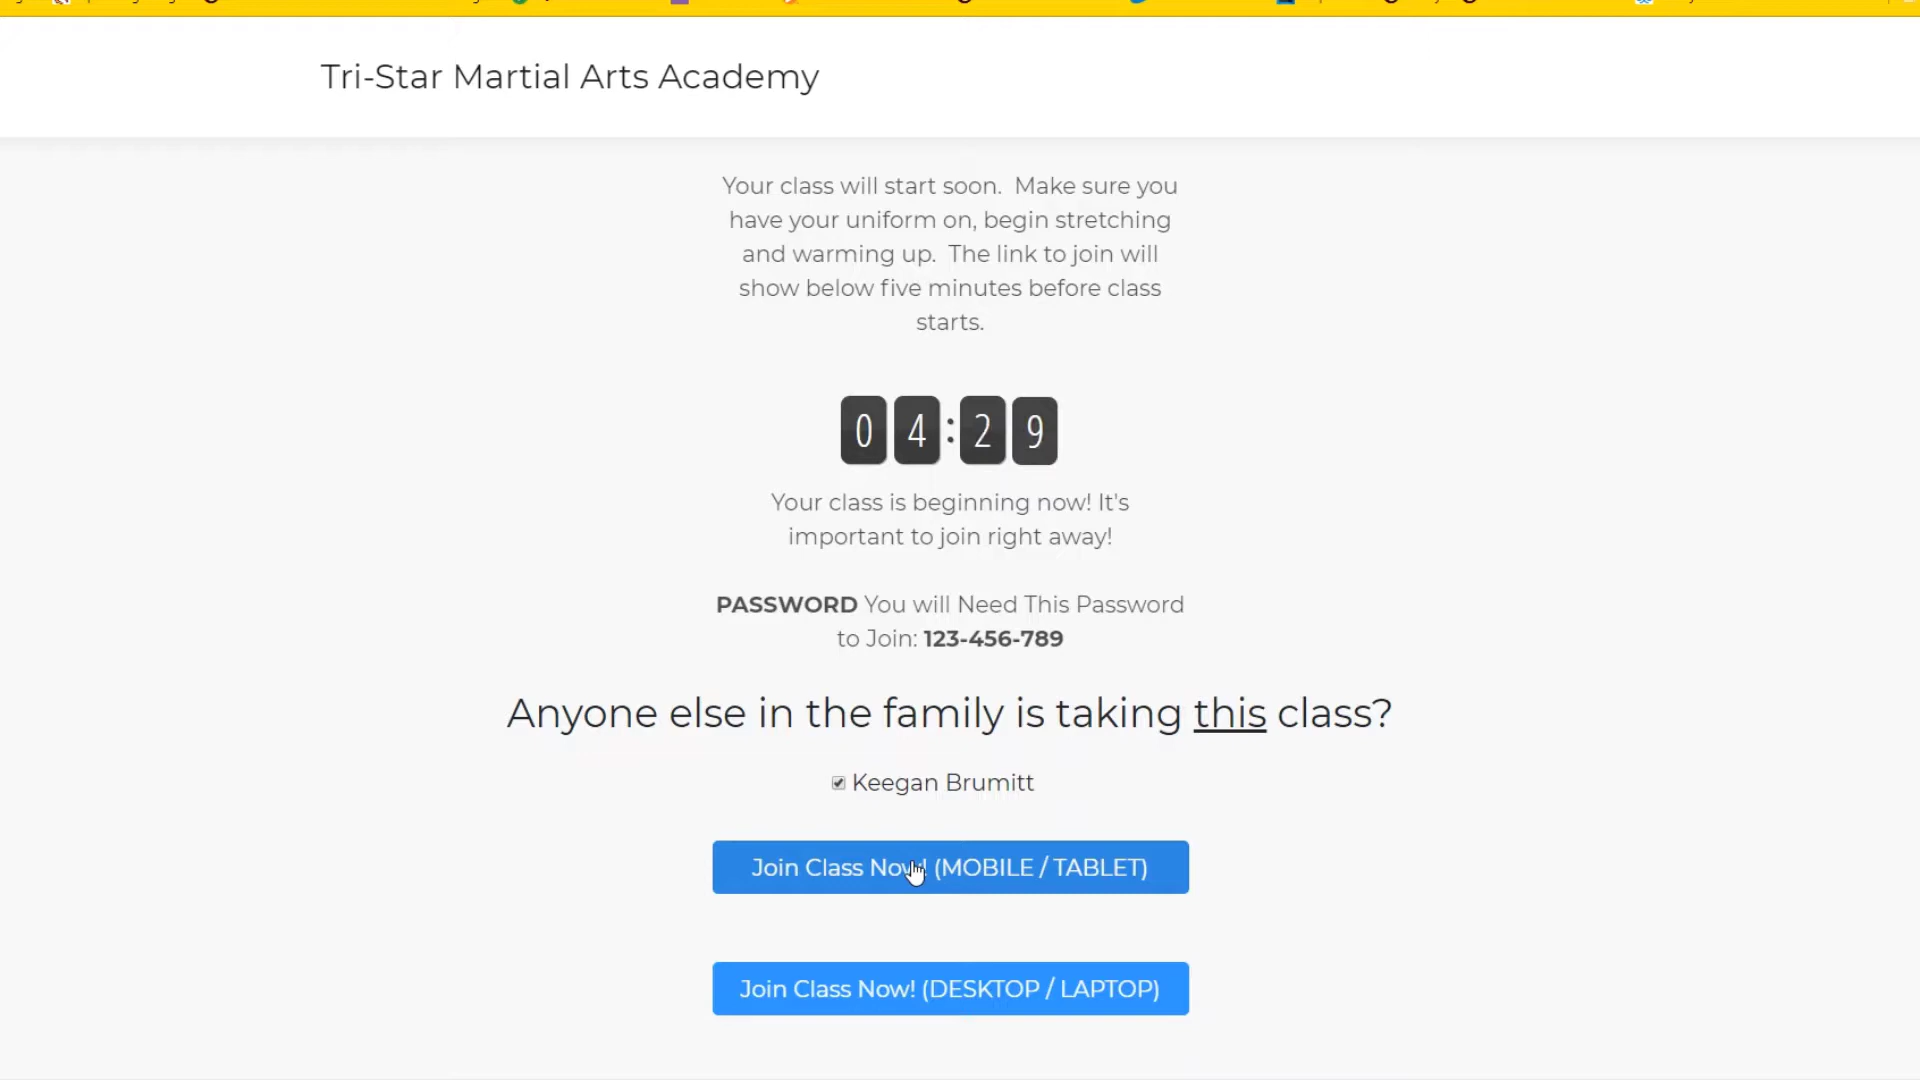 Tri-Star Martial Arts Academy
Your class will start soon.  Make sure you
have your uniform on, begin stretching
and warming up.  The link to join will
show below five minutes before class
starts.
04:29
Your class is beginning now! It's
important to join right away!
PASSWORD You will Need This Password
to Join: 123-456-789
Anyone else in the family is taking this class?
Keegan Brumitt
Join Class Now! (MOBILE / TABLET)
Join Class Now! (DESKTOP / LAPTOP)